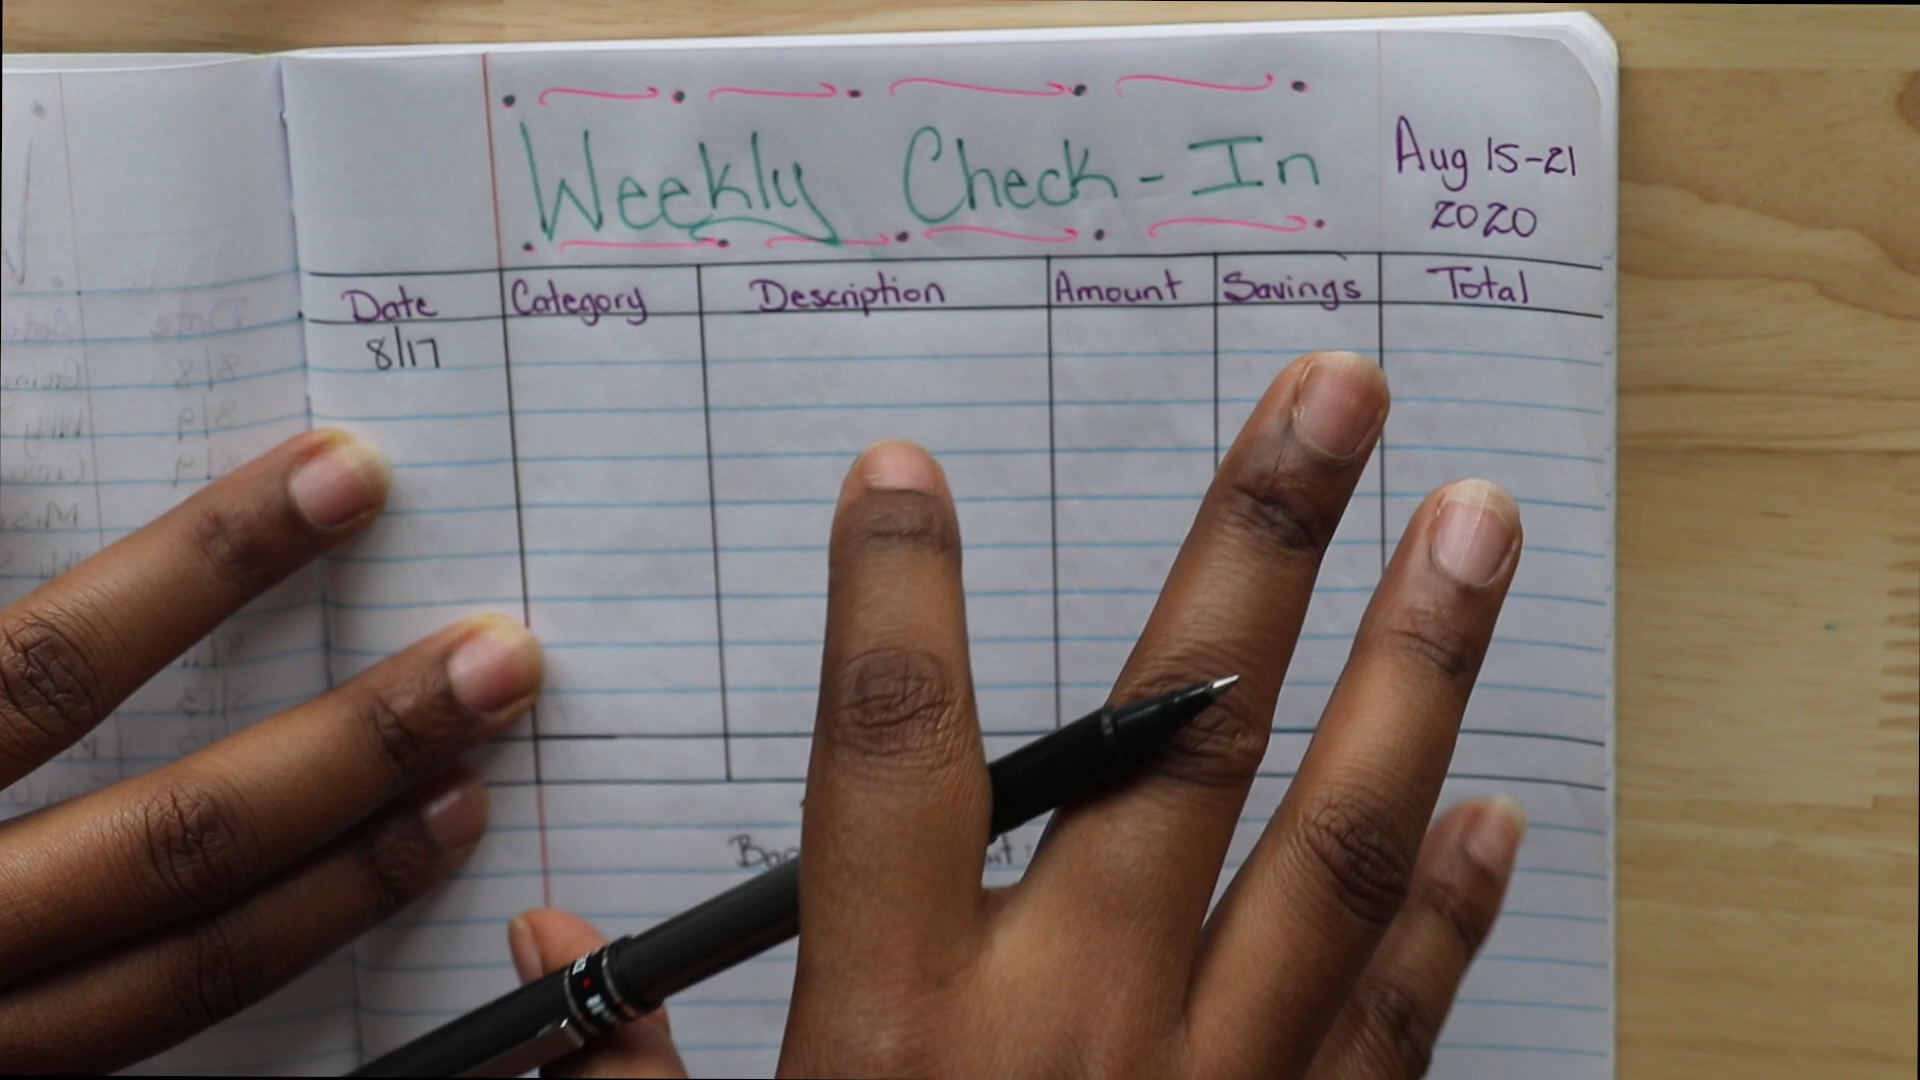 Weekly Check-In
Aug 15-21
2020
Date Category Description Amount Savings Total
8/17